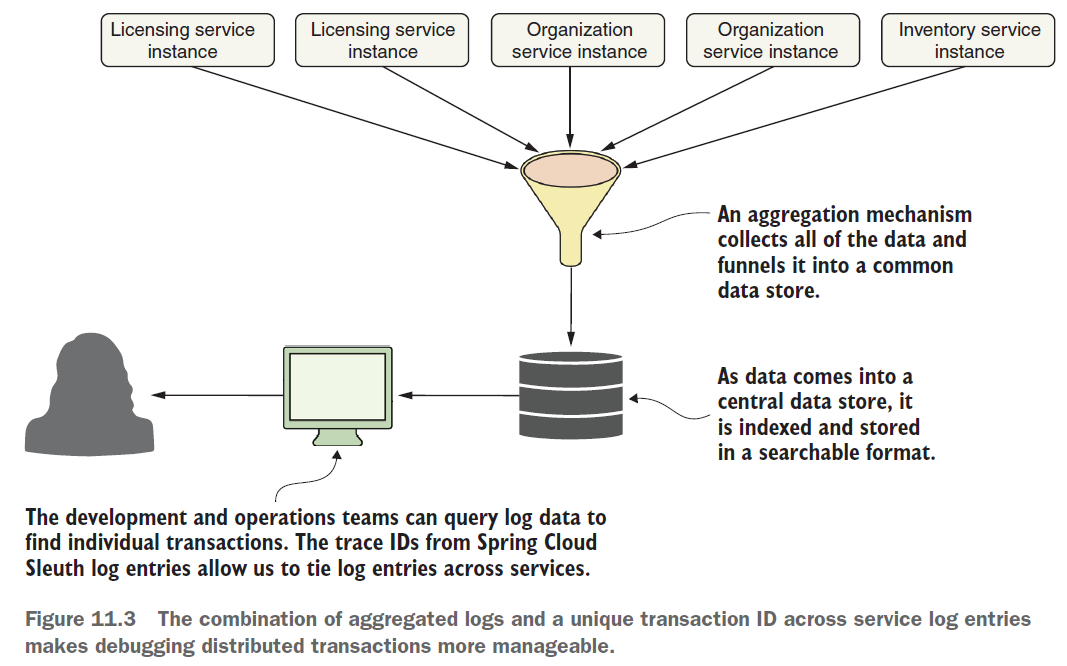 Licensing service
instance
Licensing service
instance
Organization
service instance
Organization
service instance
Inventory service
instance
An aggregation mechanism
collects all of the data and
funnels it into a common
data store.
As data comes into a
central data store, it
is indexed and stored
in a searchable format.
The development and operations teams can query log data to
find individual transactions. The trace IDs from Spring Cloud
Sleuth log entries allow us to tie log entries across services.
Figure 11.3 The combination of aggregated logs and a unique transaction ID across service log entries
makes debugging distributed transactions more manageable.